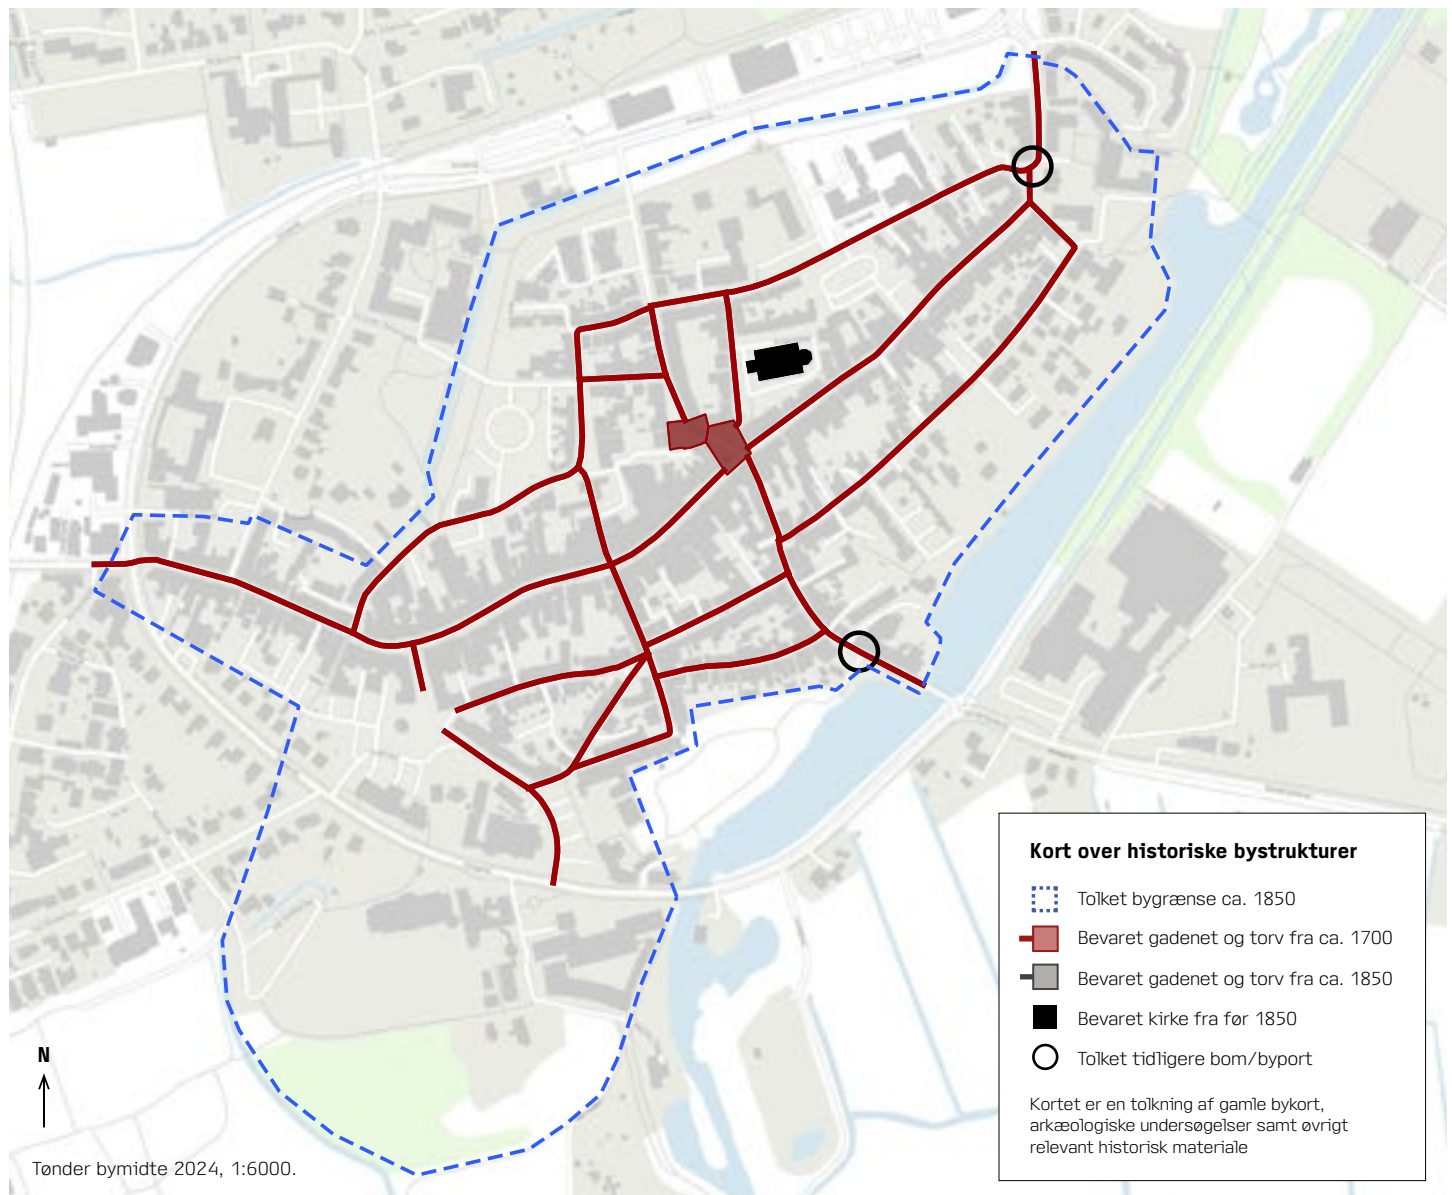 Kort over historiske bystrukturer
Tolket bygrænse ca. 1850
Bevaret gadenet og torv fra ca. 1700
Bevaret gadenet og torv fra ca. 1850
Bevaret kirke fra før 1850
Tolket tidligere bom/byport
Kortet er en tolkning af gamle bykort,
arkæologiske undersøgelser samt øvrigt
relevant historisk materiale
N
Tønder bymidte 2024, 1:6000.